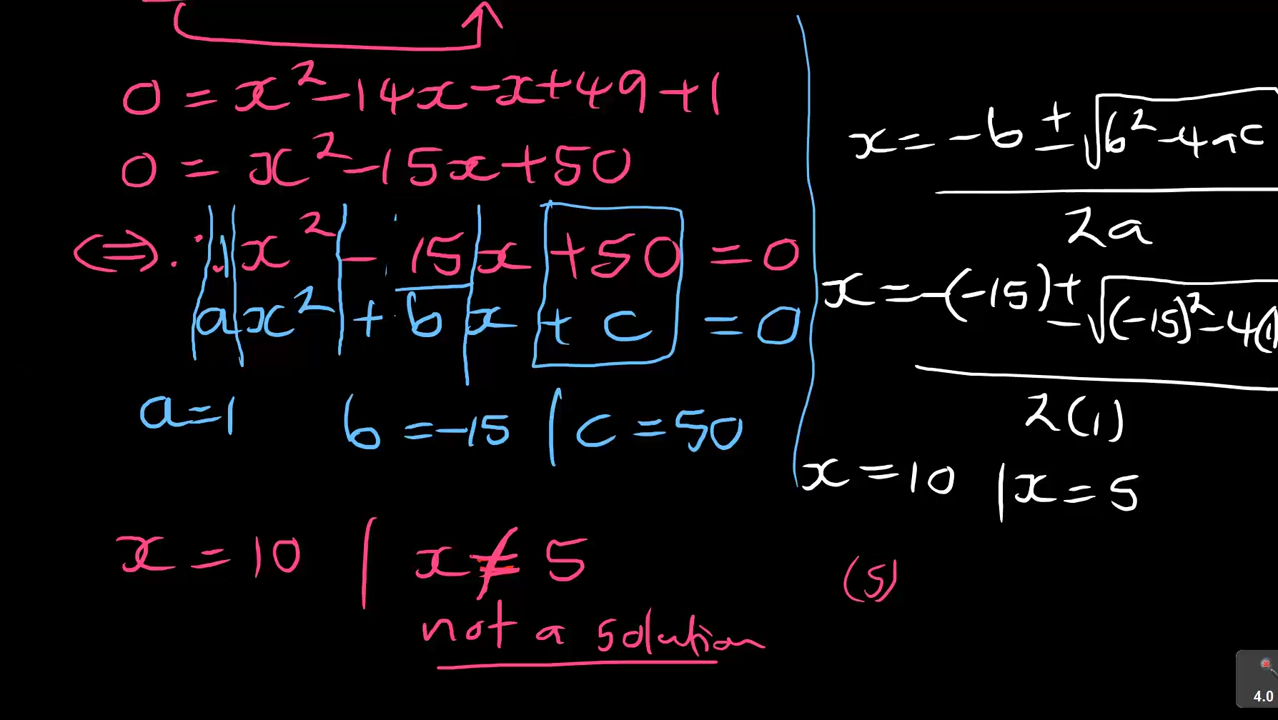 0 = x² - 14x - x + 49 + 1
0 = x² - 15x + 50
⇔ 1x² - 15x + 50 = 0
ax² + bx + c = 0
a = 1 b = -15 | c = 50
x = 10 | x ≠ 5
not a solution
x = -b ± √b² - 4ac
2a
x = -(-15) ± √(-15)² - 4(1
2(1)
x = 10 | x = 5
(5)
4.0